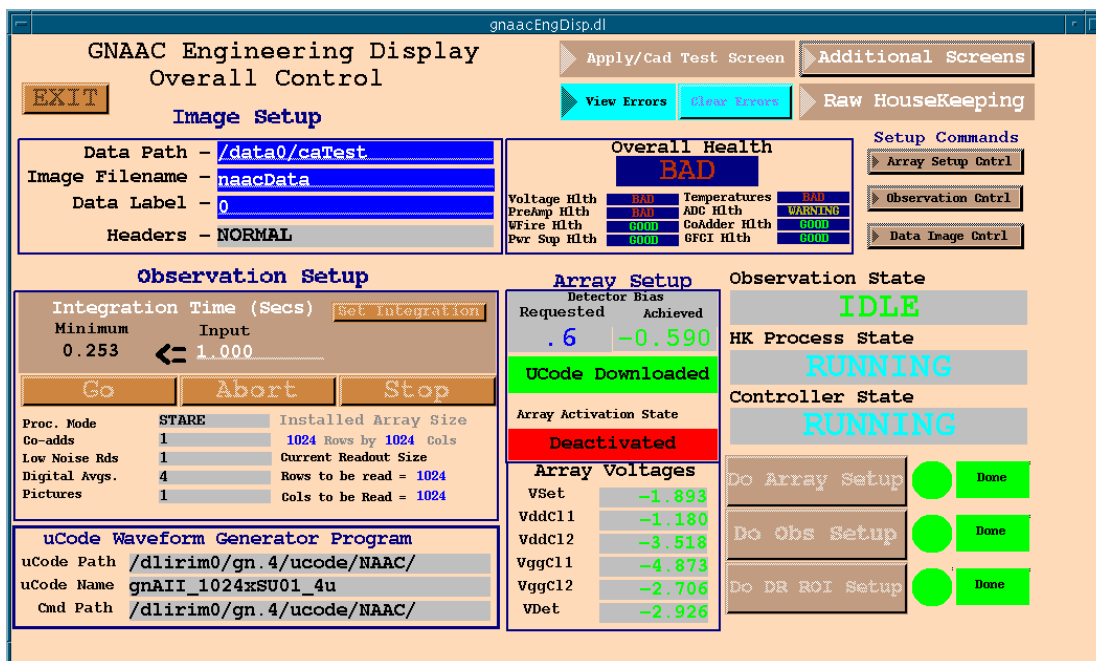 gnaacEngDisp.dl
GNAAC Engineering Display
Overall Control
EXIT
Apply/Cad Test Screen
Additional Screens
View Errors
Clear Errors
Raw HouseKeeping
Image Setup
Data Path - /data0/caTest
Image Filename - naacData
Data Label - 0
Headers - NORMAL
Overall Health
BAD
Voltage Hlth BAD Temperatures BAD
PreAmp Hlth BAD ADC Hlth WARNING
WFire Hlth GOOD CoAdder Hlth GOOD
Pwr Sup Hlth GOOD GFCI Hlth GOOD
Setup Commands
Array Setup Cntrl
Observation Cntrl
Data Image Cntrl
Observation Setup
Integration Time (Secs) Set Integration
Minimum Input
0.253 <= 1.000
Go Abort Stop
Proc. Mode STARE
Co-adds 1
Low Noise Rds 1
Digital Avgs. 4
Pictures 1
Installed Array Size
1024 Rows by 1024 Cols
Current Readout Size
Rows to be read = 1024
Cols to be Read = 1024
uCode Waveform Generator Program
uCode Path /dlirim0/gn.4/ucode/NAAC/
uCode Name gnAII_1024xSU01_4u
Cmd Path /dlirim0/gn.4/ucode/NAAC/
Array Setup
Detector Bias
Requested Achieved
.6 -0.590
UCode Downloaded
Array Activation State
Deactivated
Array Voltages
VSet -1.893
VddCl1 -1.180
VddCl2 -3.518
VggCl1 -4.873
VggCl2 -2.706
VDet -2.926
Observation State
IDLE
HK Process State
RUNNING
Controller State
RUNNING
Do Array Setup Done
Do Obs Setup Done
Do DR ROI Setup Done